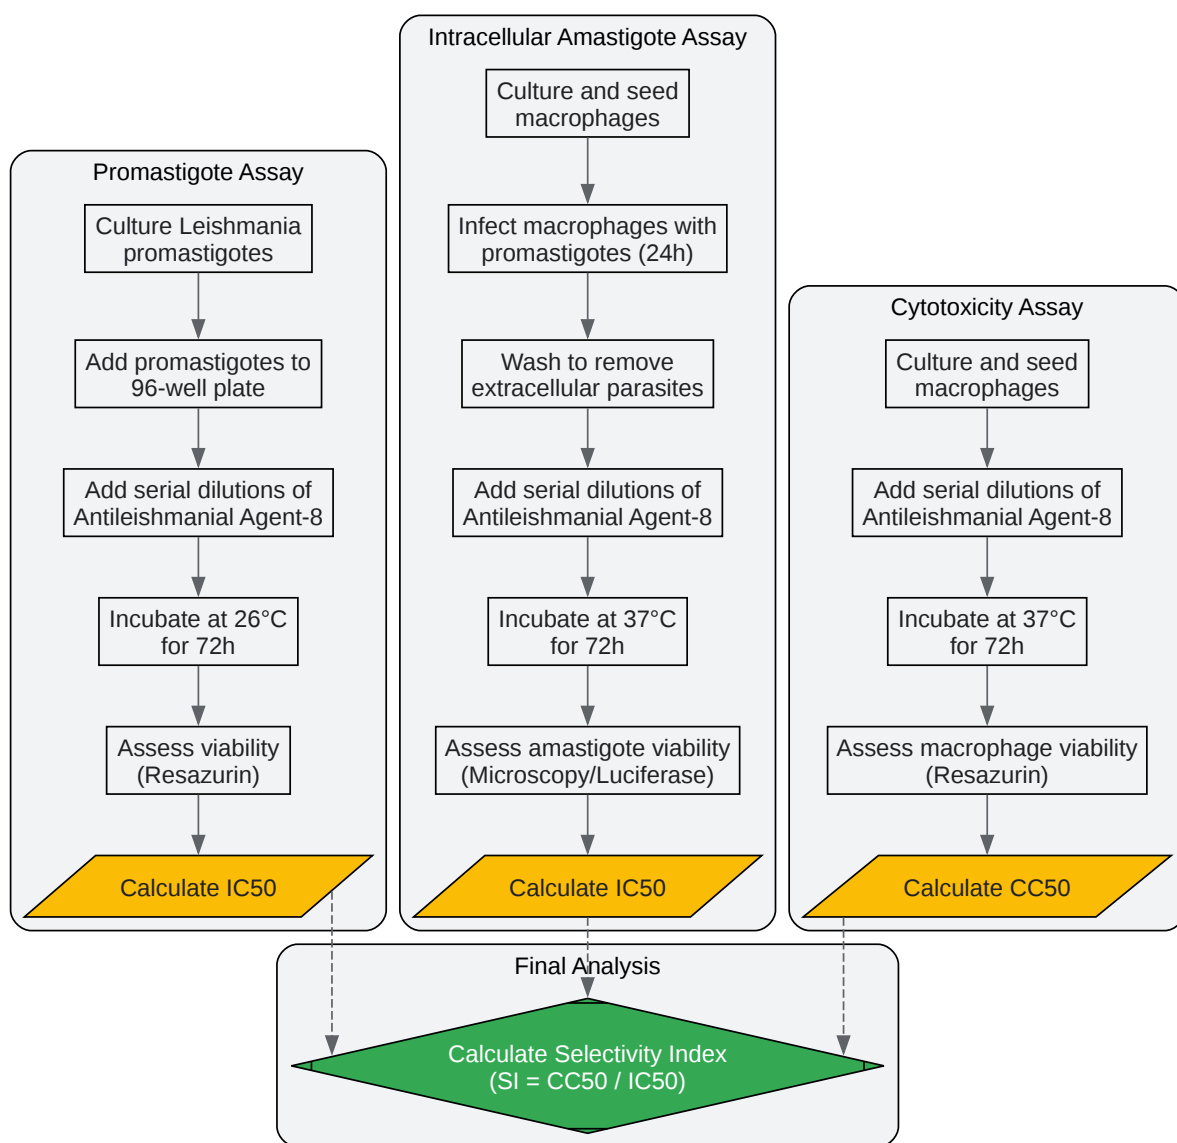 Promastigote Assay
Culture Leishmania
promastigotes
Add promastigotes to
96-well plate
Add serial dilutions of
Antileishmanial Agent-8
Incubate at 26°C
for 72h
Assess viability
(Resazurin)
Calculate IC50
Intracellular Amastigote Assay
Culture and seed
macrophages
Infect macrophages with
promastigotes (24h)
Wash to remove
extracellular parasites
Add serial dilutions of
Antileishmanial Agent-8
Incubate at 37°C
for 72h
Assess amastigote viability
(Microscopy/Luciferase)
Calculate IC50
Cytotoxicity Assay
Culture and seed
macrophages
Add serial dilutions of
Antileishmanial Agent-8
Incubate at 37°C
for 72h
Assess macrophage viability
(Resazurin)
Calculate CC50
Final Analysis
Calculate Selectivity Index
(SI = CC50 / IC50)